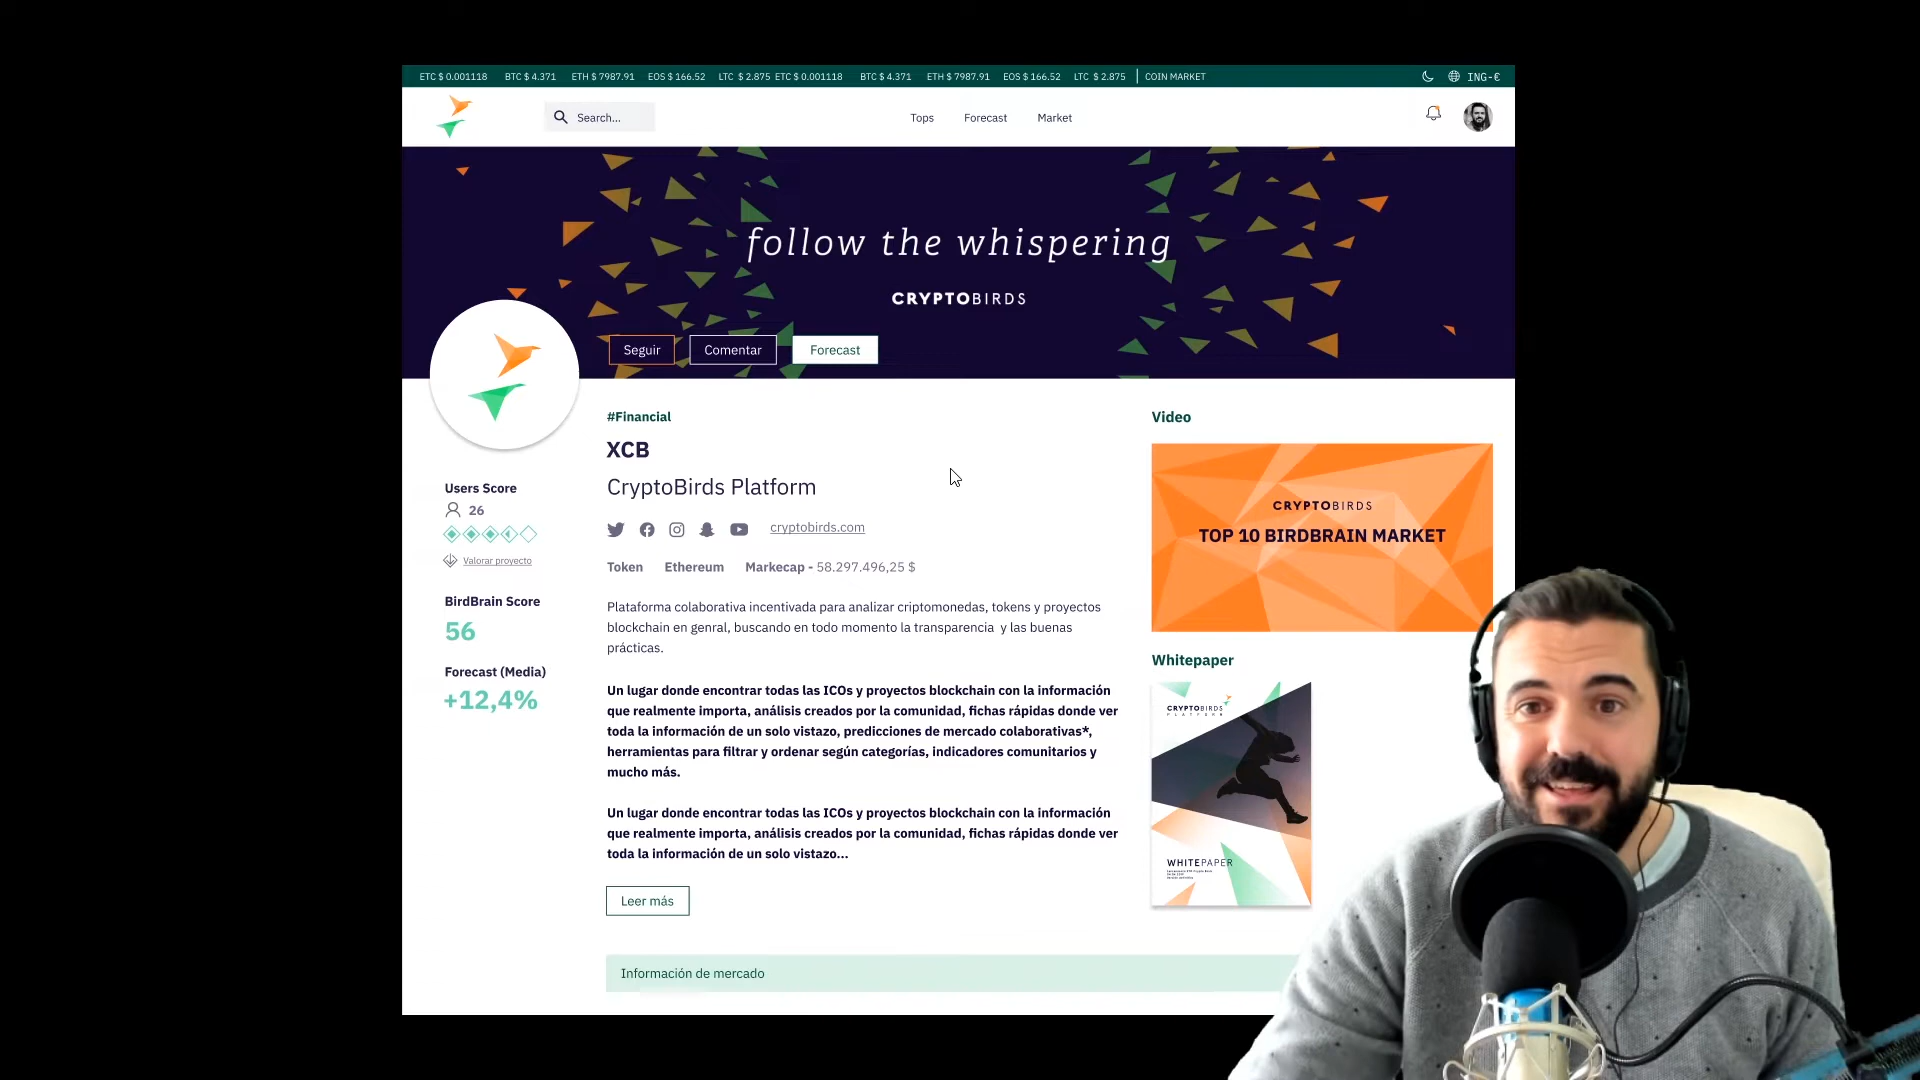 ETC $ 0.001118 BTC $ 4.371 ETH $ 7987.91 EOS $ 166.52 LTC $ 2.875 ETC $ 0.001118 BTC $ 4.371 ETH $ 7987.91 EOS $ 166.52 LTC $ 2.875 COIN MARKET ING-€
Search... Tops Forecast Market
follow the whispering
CRYPTOBIRDS
Seguir Comentar Forecast
#Financial
XCB
CryptoBirds Platform
cryptobirds.com
Token Ethereum Markecap - 58.297.496,25 $
Plataforma colaborativa incentivada para analizar criptomonedas, tokens y proyectos
blockchain en genral, buscando en todo momento la transparencia y las buenas
prácticas.
Un lugar donde encontrar todas las ICOs y proyectos blockchain con la información
que realmente importa, análisis creados por la comunidad, fichas rápidas donde ver
toda la información de un solo vistazo, predicciones de mercado colaborativas*,
herramientas para filtrar y ordenar según categorías, indicadores comunitarios y
mucho más.
Un lugar donde encontrar todas las ICOs y proyectos blockchain con la información
que realmente importa, análisis creados por la comunidad, fichas rápidas donde ver
toda la información de un solo vistazo...
Leer más
Información de mercado
Users Score
26
Valorar proyecto
BirdBrain Score
56
Forecast (Media)
+12,4%
Video
CRYPTOBIRDS
TOP 10 BIRDBRAIN MARKET
Whitepaper
CRYPTOBIRDS
PLATFORM
WHITEPAPER